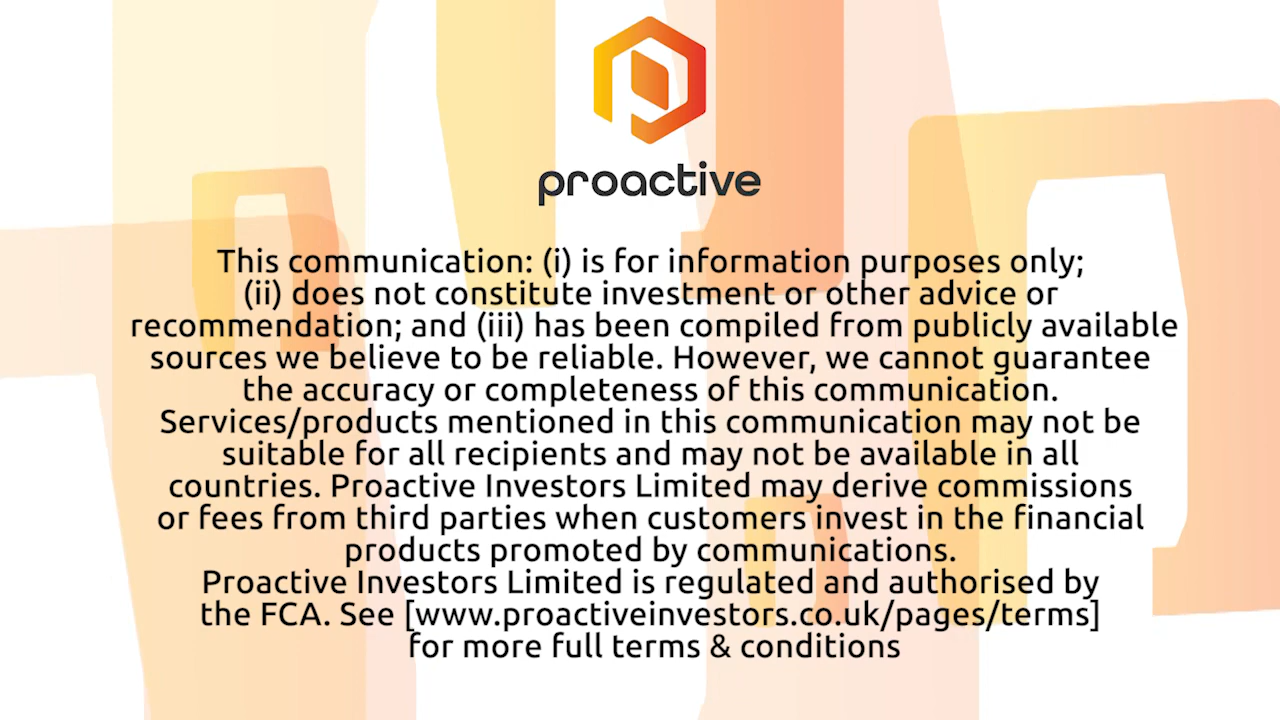 proactive
This communication: (i) is for information purposes only;
(ii) does not constitute investment or other advice or
recommendation; and (iii) has been compiled from publicly available
sources we believe to be reliable. However, we cannot guarantee
the accuracy or completeness of this communication.
Services/products mentioned in this communication may not be
suitable for all recipients and may not be available in all
countries. Proactive Investors Limited may derive commissions
or fees from third parties when customers invest in the financial
products promoted by communications.
Proactive Investors Limited is regulated and authorised by
the FCA. See [www.proactiveinvestors.co.uk/pages/terms]
for more full terms & conditions